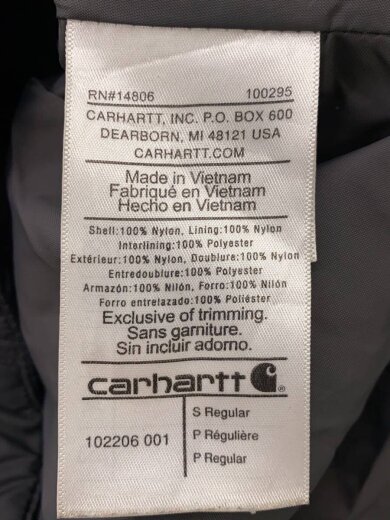 RN#14806 100295
CARHARTT, INC. P.O. BOX 600
DEARBORN, MI 48121 USA
CARHARTT.COM
Made in Vietnam
Fabriqué en Vietnam
Hecho en Vietnam
Shell:100% Nylon, Lining:100% Nylon
Interlining:100% Polyester
Extérieur:100% Nylon, Doublure:100% Nylon
Entredoublure:100% Polyester
Armazón:100% Nilón, Forro:100% Nilón
Forro entrelazado:100% Poliéster
Exclusive of trimming.
Sans garniture.
Sin incluir adorno.
carhartt ®
S Regular
102206 001 P Régulière
P Regular